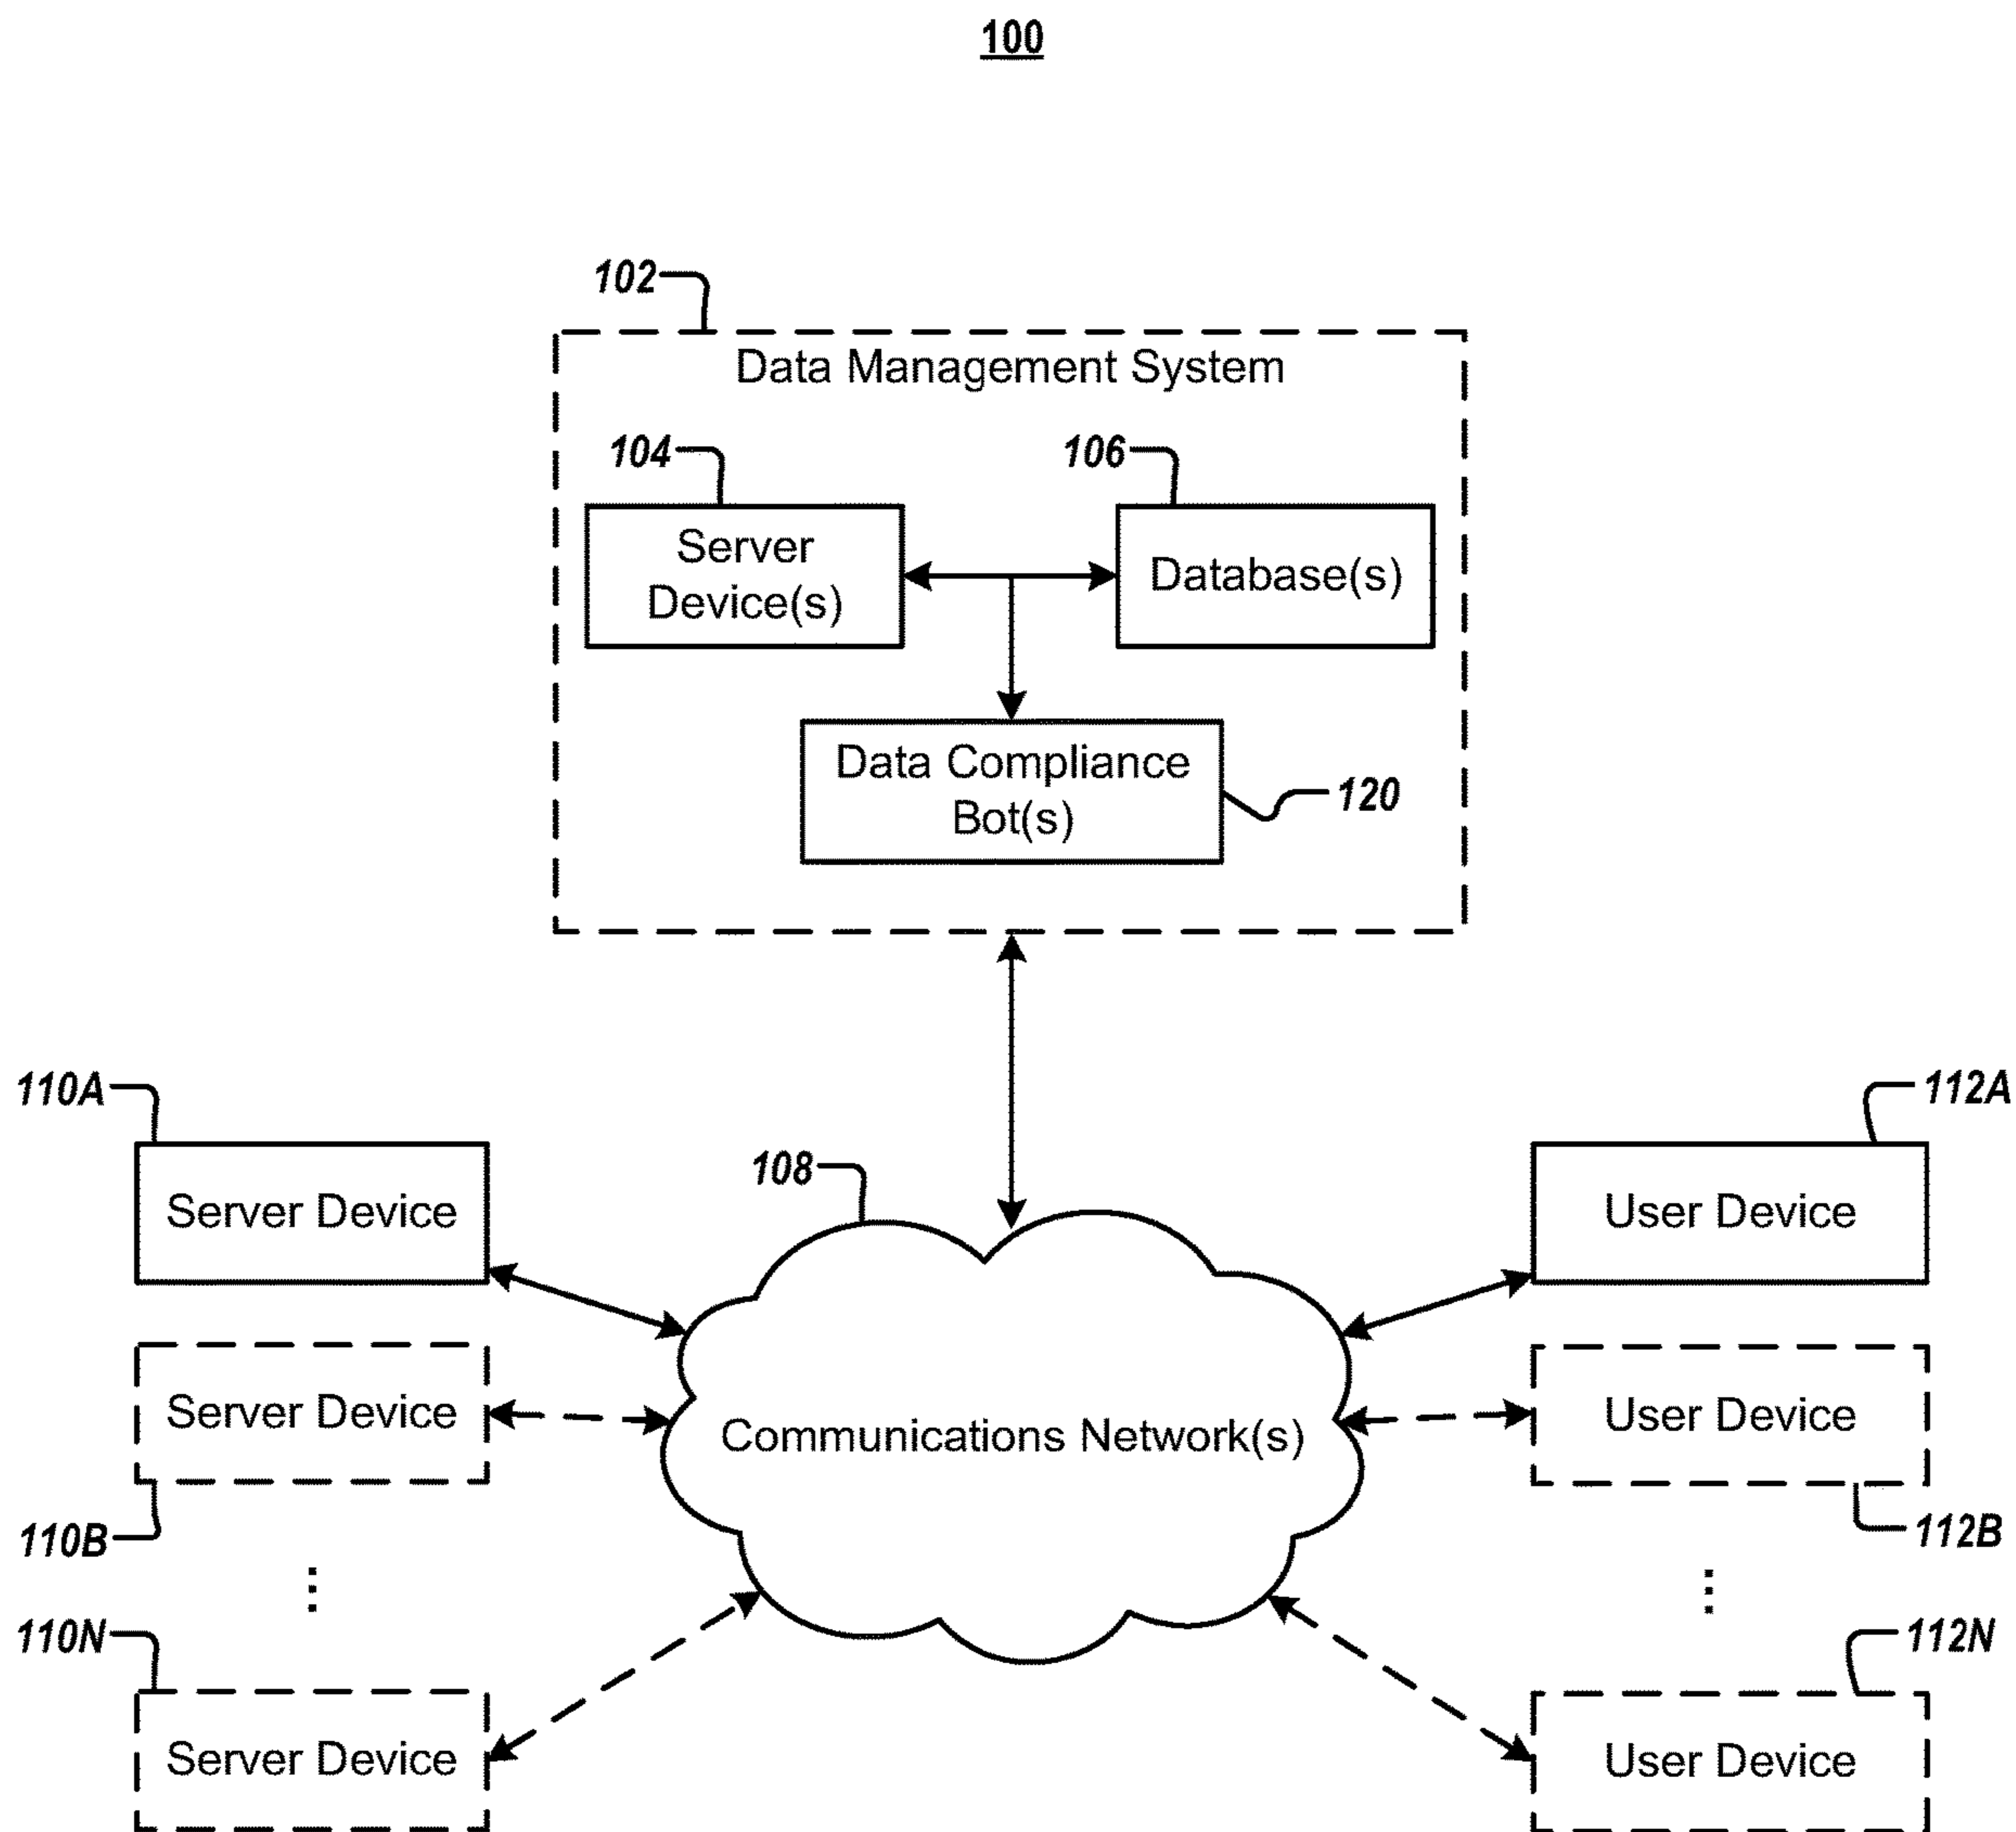 100
102
Data Management System
104
106
Server
Device(s)
Database(s)
Data Compliance
Bot(s)
120
110A
112A
108
Server Device
User Device
Server Device
User Device
Communications Network(s)
110B
112B
⋮
⋮
110N
112N
Server Device
User Device